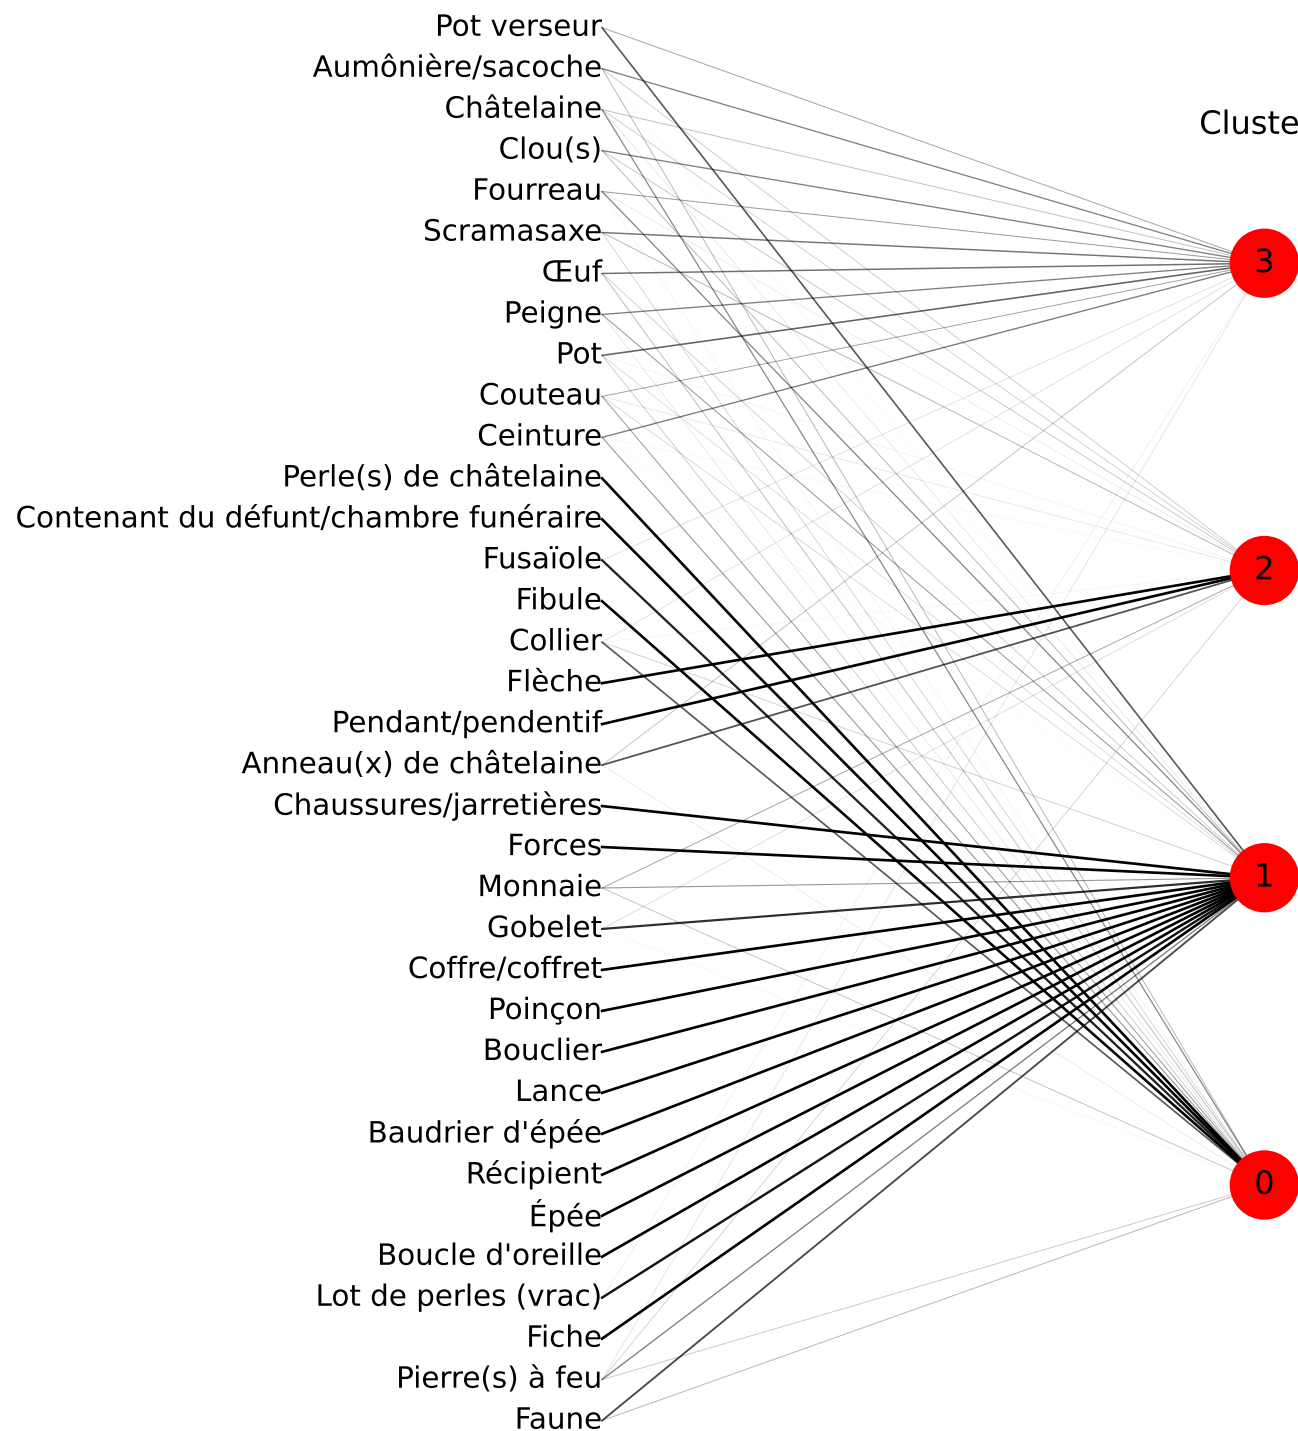 Pot verseur
Aumônière/sacoche
Châtelaine
Cluste
Clou(s)
Fourreau
Scramasaxe
3
Œuf
Peigne
Pot
Couteau
Ceinture
Perle(s) de châtelaine
Contenant du défunt/chambre funéraire
Fusaïole
2
Fibule
Collier
Flèche
Pendant/pendentif
Anneau(x) de châtelaine
Chaussures/jarretières
Forces
1
Monnaie
Gobelet
Coffre/coffret
Poinçon
Bouclier
Lance
Baudrier d'épée
Récipient
0
Épée
Boucle d'oreille
Lot de perles (vrac)
Fiche
Pierre(s) à feu
Faune